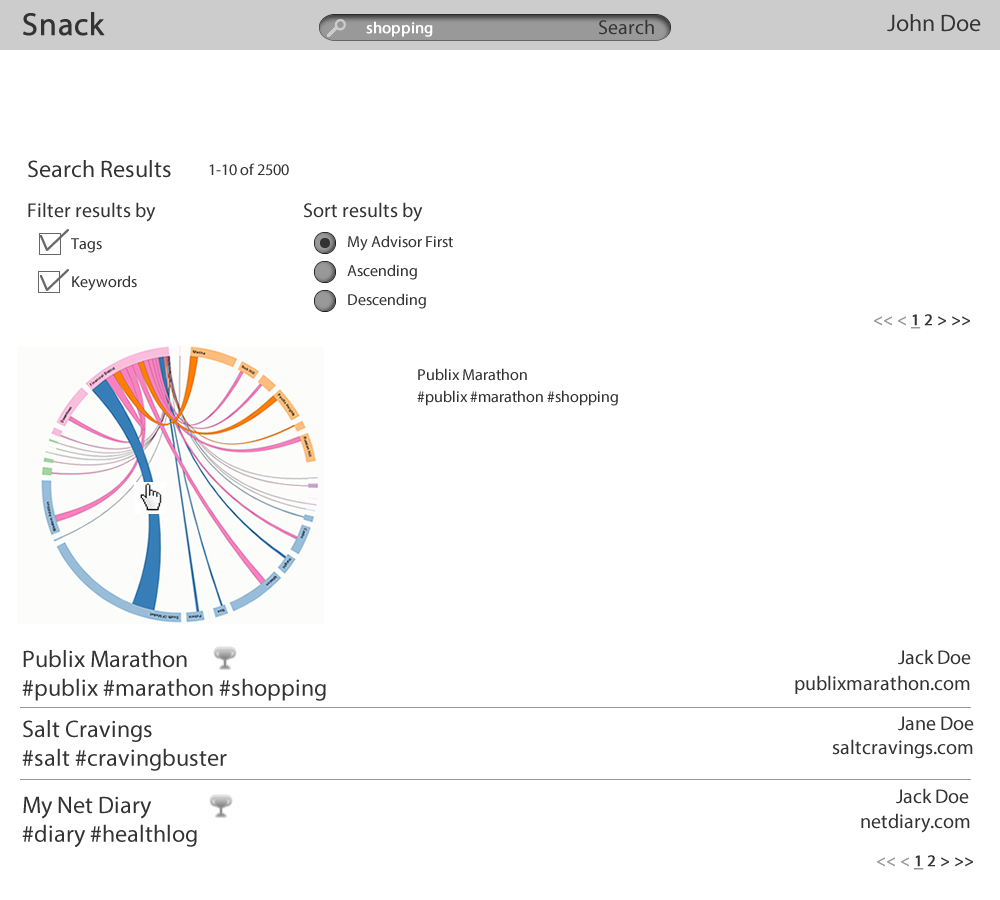 Snack
shopping
Search
John Doe
Search Results
1-10 of 2500
Filter results by
Sort results by
Tags
My Advisor First
Keywords
Ascending
Descending
<< < 1 2 > >>
Publix Marathon
#publix #marathon #shopping
Publix Marathon
Jack Doe
#publix #marathon #shopping
publixmarathon.com
Salt Cravings
Jane Doe
#salt #cravingbuster
saltcravings.com
My Net Diary
Jack Doe
#diary #healthlog
netdiary.com
<< < 1 2 > >>